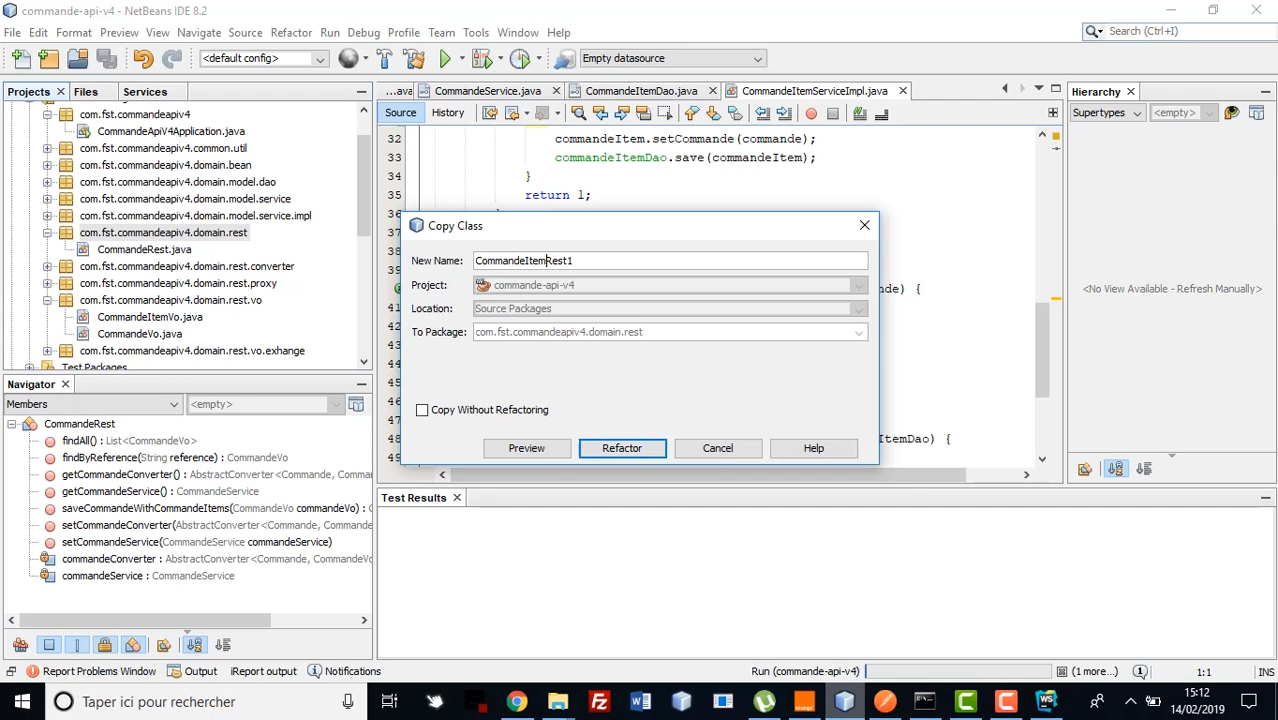 commande-api-v4 - NetBeans IDE 8.2
File Edit Format Preview View Navigate Source Refactor Run Debug Profile Team Tools Window Help
Search (Ctrl+I)
<default config>
Empty datasource
Projects Files Services
com.fst.commandeapiv4
CommandeApiV4Application.java
com.fst.commandeapiv4.common.util
com.fst.commandeapiv4.domain.bean
com.fst.commandeapiv4.domain.model.dao
com.fst.commandeapiv4.domain.model.service
com.fst.commandeapiv4.domain.model.service.impl
com.fst.commandeapiv4.domain.rest
CommandeRest.java
com.fst.commandeapiv4.domain.rest.converter
com.fst.commandeapiv4.domain.rest.proxy
com.fst.commandeapiv4.domain.rest.vo
CommandeItemVo.java
CommandeVo.java
com.fst.commandeapiv4.domain.rest.vo.exhange
Test Packages
Navigator
Members
<empty>
CommandeRest
findAll() : List<CommandeVo>
findByReference(String reference) : CommandeVo
getCommandeConverter() : AbstractConverter<Commande, Comman
getCommandeService() : CommandeService
saveCommandeWithCommandeItems(CommandeVo commandeVo) : Co
setCommandeConverter(AbstractConverter<Commande, CommandeVo
setCommandeService(CommandeService commandeService)
commandeConverter : AbstractConverter<Commande, CommandeVo
commandeService : CommandeService
...ava CommandeService.java CommandeItemDao.java CommandeItemServiceImpl.java
Source History
32 commandeItem.setCommande(commande);
33 commandeItemDao.save(commandeItem);
34 }
35 return 1;
36
nde) {
48 temDao) {
49
Copy Class
New Name: CommandeItemRest1
Project: commande-api-v4
Location: Source Packages
To Package: com.fst.commandeapiv4.domain.rest
Copy Without Refactoring
Preview Refactor Cancel Help
Hierarchy
Supertypes <empty>
<No View Available - Refresh Manually>
Test Results
Report Problems Window Output iReport output Notifications
Run (commande-api-v4) (1 more...) 1:1 INS
Taper ici pour rechercher
15:12
14/02/2019